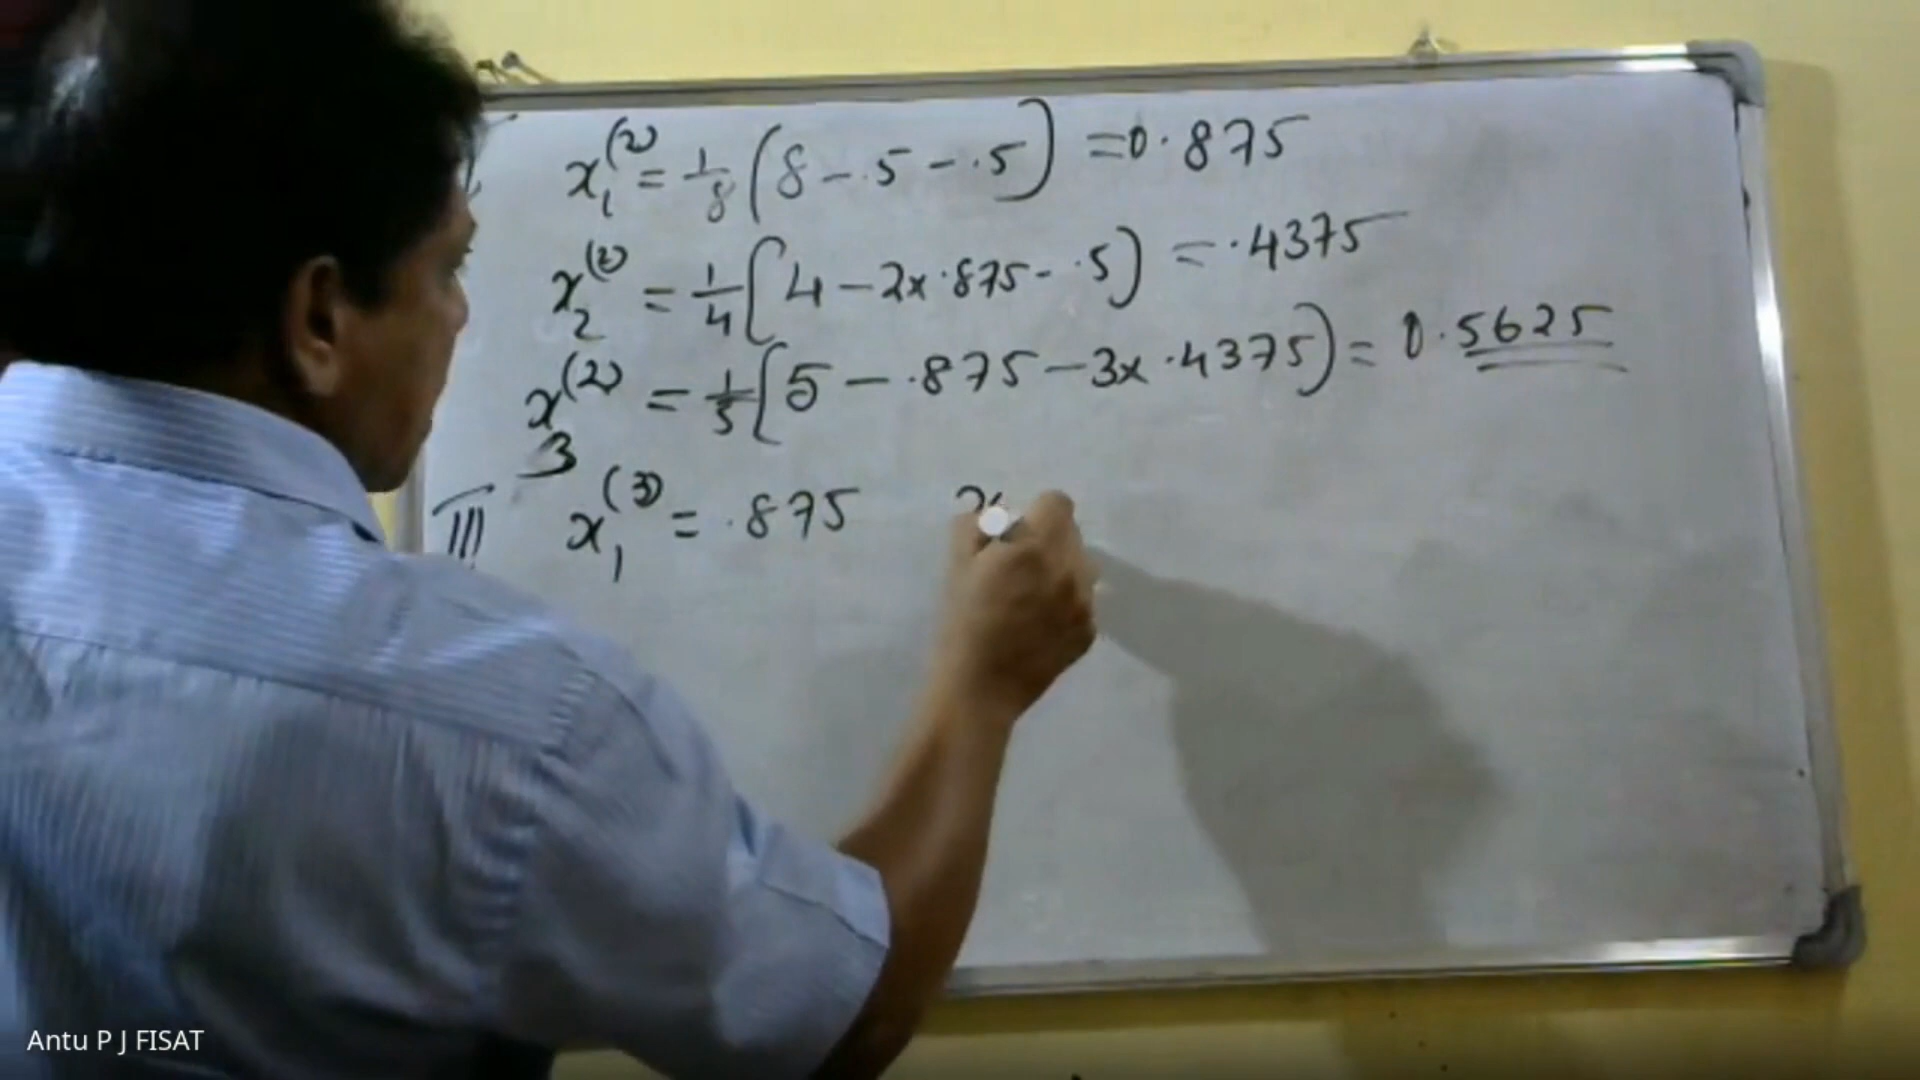 x₁⁽²⁾ = 1/8 (8 - .5 - .5) = 0.875
x₂⁽²⁾ = 1/4 (4 - 2x.875 - .5) = .4375
x₃⁽²⁾ = 1/5 (5 - .875 - 3x.4375) = 0.5625
III x₁⁽³⁾ = .875 x
Antu P J FISAT